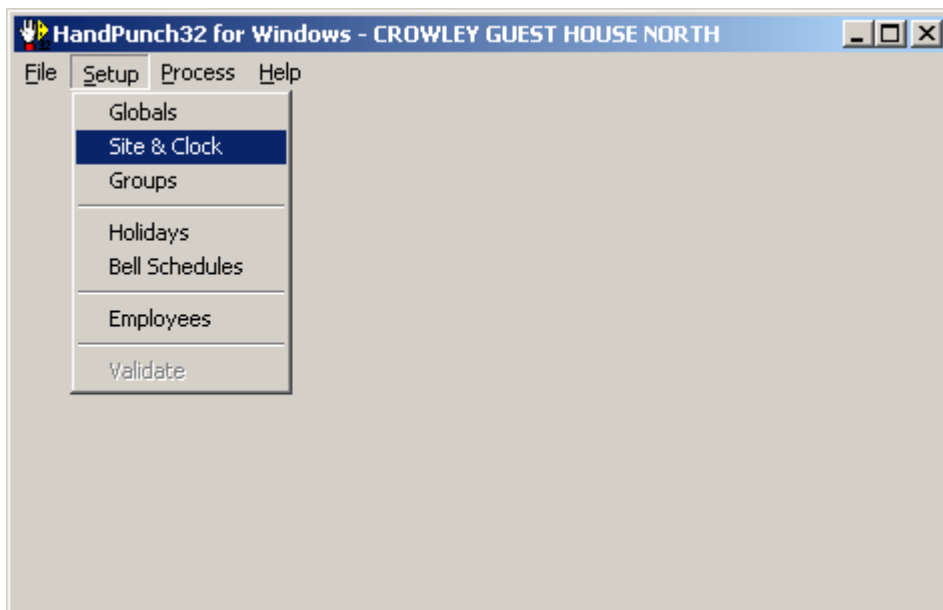 HandPunch32 for Windows - CROWLEY GUEST HOUSE NORTH
File Setup Process Help
Globals
Site & Clock
Groups
Holidays
Bell Schedules
Employees
Validate